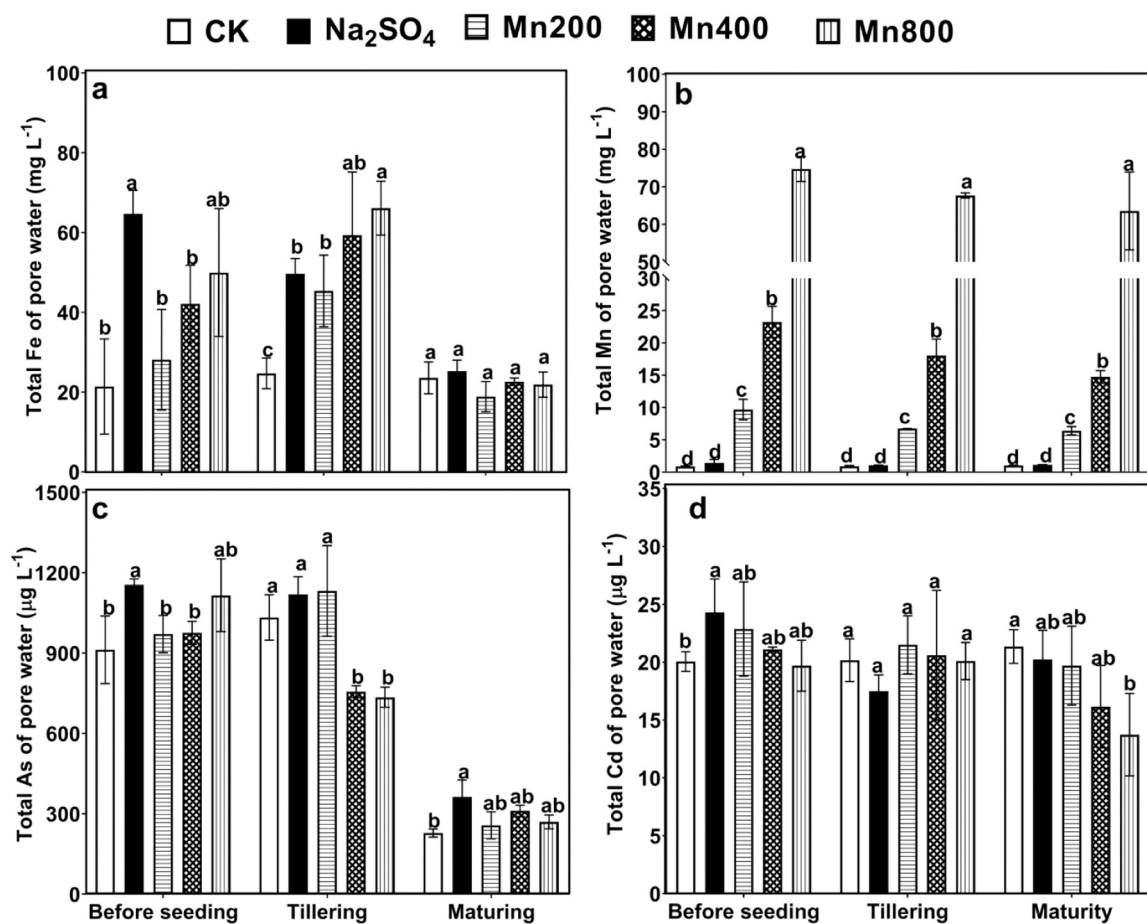 CK Na₂SO₄ Mn200 Mn400 Mn800
a
Total Fe of pore water (mg L⁻¹)
100
80
60
40
20
0
b a b b ab
c b b ab a
a a a a a
b
Total Mn of pore water (mg L⁻¹)
100
90
80
70
60
50
30
25
20
15
10
5
0
d d c b a
d d c b a
d d c b a
c
Total As of pore water (µg L⁻¹)
1500
1200
900
600
300
0
b a b b ab
a a a b b
b a ab ab ab
Before seeding Tillering Maturing
d
Total Cd of pore water (µg L⁻¹)
35
30
25
20
15
10
5
0
b a ab ab ab
a a a a a
a ab ab ab b
Before seeding Tillering Maturity